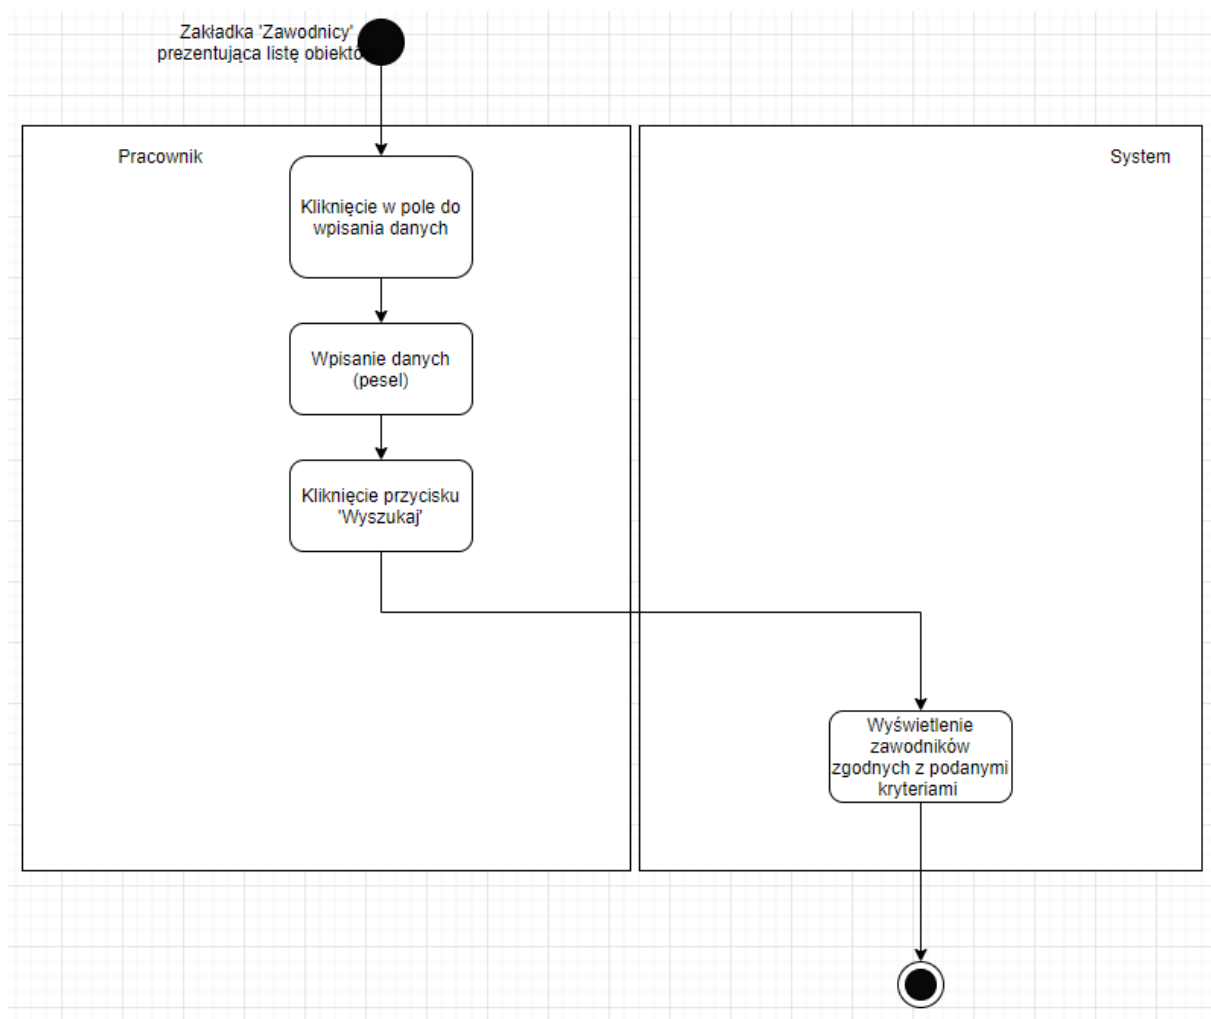 Zakładka 'Zawodnicy'
prezentująca listę obiektów
Pracownik
System
Kliknięcie w pole do
wpisania danych
Wpisanie danych
(pesel)
Kliknięcie przycisku
'Wyszukaj'
Wyświetlenie
zawodników
zgodnych z podanymi
kryteriami